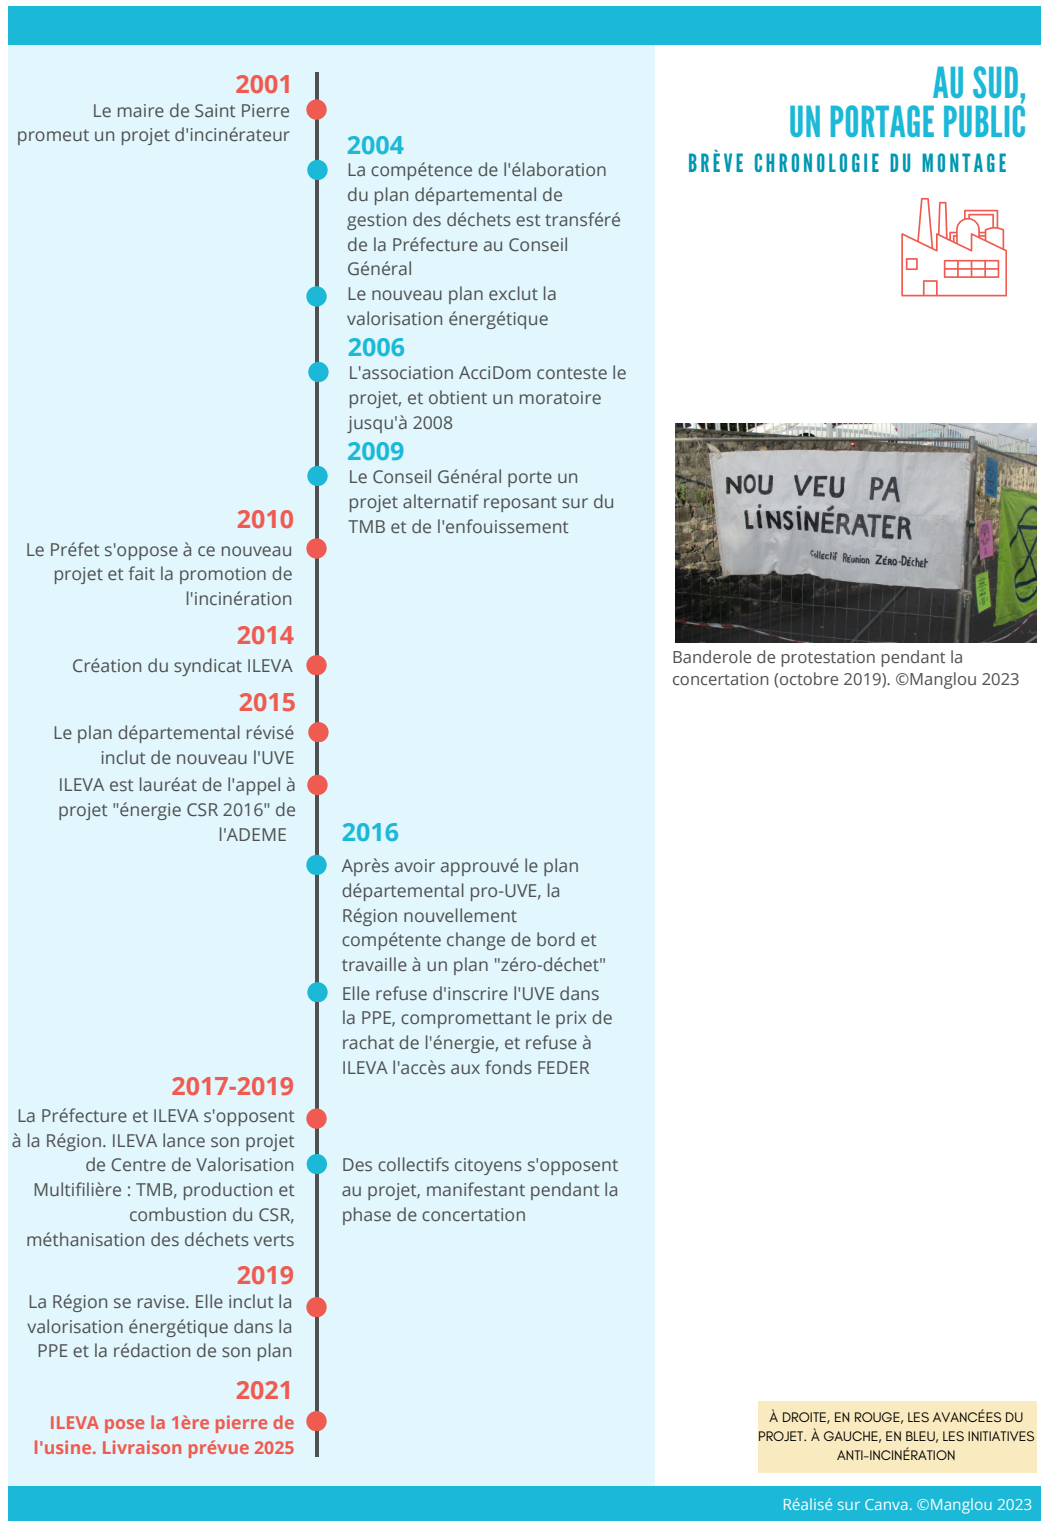 AU SUD,
UN PORTAGE PUBLIC
BRÈVE CHRONOLOGIE DU MONTAGE
2001
Le maire de Saint Pierre
promeut un projet d'incinérateur
2004
La compétence de l'élaboration
du plan départemental de
gestion des déchets est transféré
de la Préfecture au Conseil
Général
Le nouveau plan exclut la
valorisation énergétique
2006
L'association AcciDom conteste le
projet, et obtient un moratoire
jusqu'à 2008
2009
Le Conseil Général porte un
projet alternatif reposant sur du
TMB et de l'enfouissement
2010
Le Préfet s'oppose à ce nouveau
projet et fait la promotion de
l'incinération
2014
Création du syndicat ILEVA
2015
Le plan départemental révisé
inclut de nouveau l'UVE
ILEVA est lauréat de l'appel à
projet "énergie CSR 2016" de
l'ADEME
2016
Après avoir approuvé le plan
départemental pro-UVE, la
Région nouvellement
compétente change de bord et
travaille à un plan "zéro-déchet"
Elle refuse d'inscrire l'UVE dans
la PPE, compromettant le prix de
rachat de l'énergie, et refuse à
ILEVA l'accès aux fonds FEDER
2017-2019
La Préfecture et ILEVA s'opposent
à la Région. ILEVA lance son projet
de Centre de Valorisation
Multifilière : TMB, production et
combustion du CSR,
méthanisation des déchets verts
Des collectifs citoyens s'opposent
au projet, manifestant pendant la
phase de concertation
2019
La Région se ravise. Elle inclut la
valorisation énergétique dans la
PPE et la rédaction de son plan
2021
ILEVA pose la 1ère pierre de
l'usine. Livraison prévue 2025
NOU VEU PA
LINSINÉRATER
Collectif Réunion Zéro-Déchet
Banderole de protestation pendant la
concertation (octobre 2019). ©Manglou 2023
À DROITE, EN ROUGE, LES AVANCÉES DU
PROJET. À GAUCHE, EN BLEU, LES INITIATIVES
ANTI-INCINÉRATION
Réalisé sur Canva. ©Manglou 2023